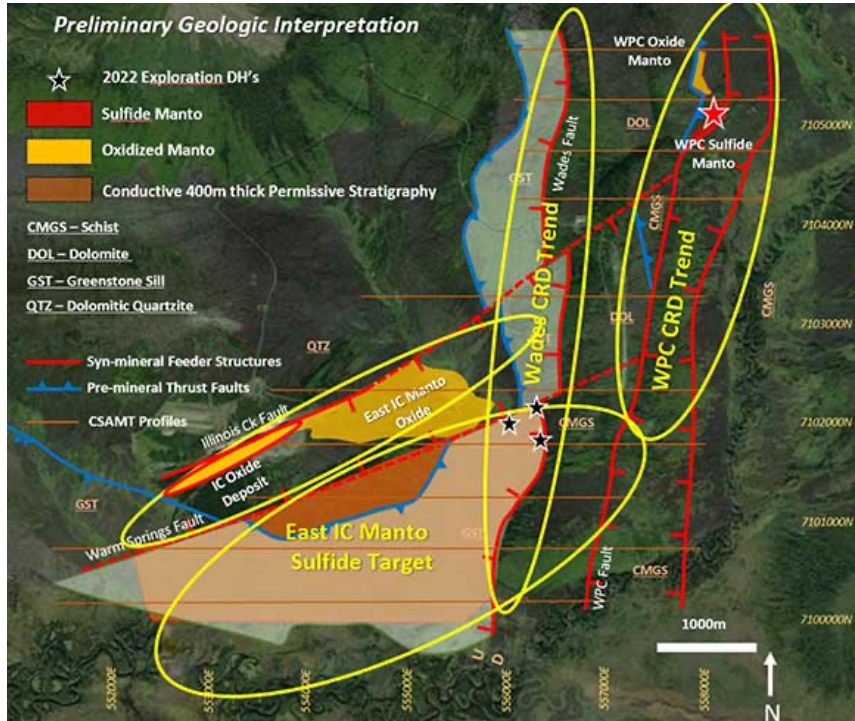 Preliminary Geologic Interpretation
2022 Exploration DH's
Sulfide Manto
Oxidized Manto
Conductive 400m thick Permissive Stratigraphy
CMGS – Schist
DOL – Dolomite
GST – Greenstone Sill
QTZ – Dolomitic Quartzite
Syn-mineral Feeder Structures
Pre-mineral Thrust Faults
CSAMT Profiles
WPC Oxide
Manto
DOL
WPC Sulfide
Manto
7105000N
GST
Wades Fault
CMGS
7104000N
Wades CRD Trend
WPC CRD Trend
CMGS
DOL
7103000N
QTZ
East IC Manto
Oxide
Illinois Ck Fault
IC Oxide
Deposit
CMGS
7102000N
GST
Warm Springs Fault
East IC Manto
Sulfide Target
GST
7101000N
WPC Fault
CMGS
7100000N
1000m
U
D
N
552000E
554000E
555000E
556000E
557000E
558000E